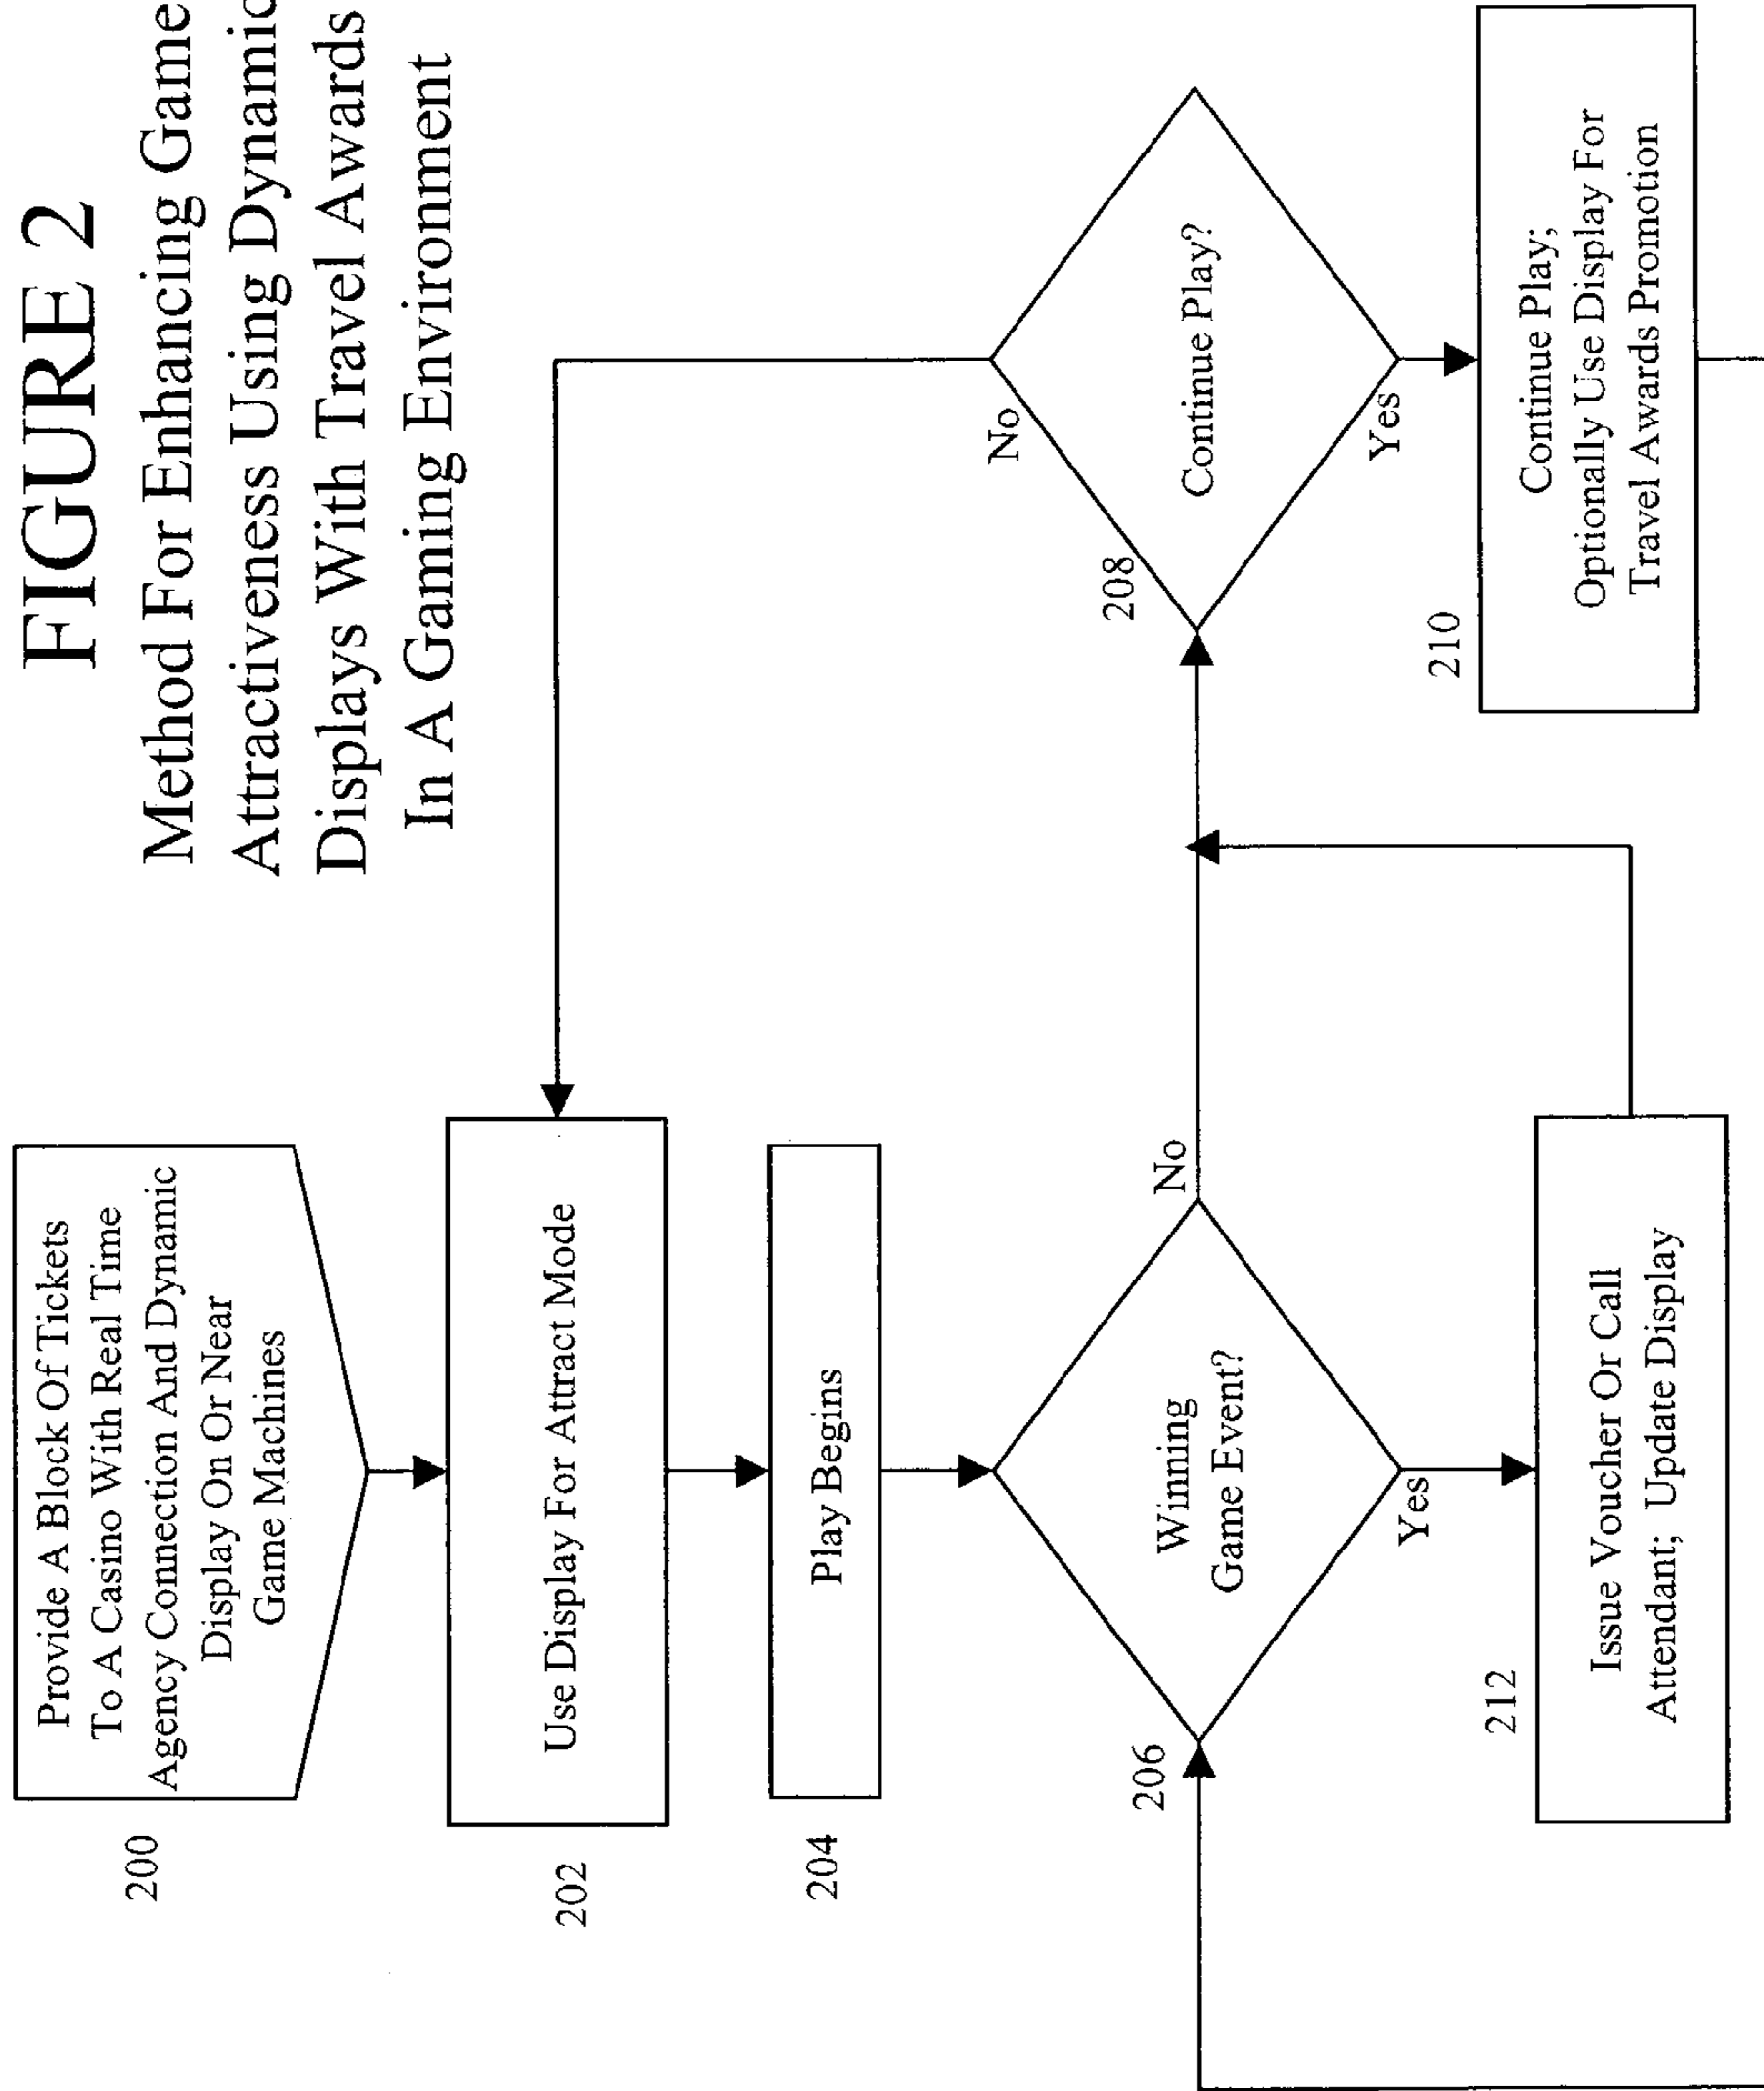 FIGURE 2
Method For Enhancing Game
Attractiveness Using Dynamic
Displays With Travel Awards
In A Gaming Environment
200
Provide A Block Of Tickets
To A Casino With Real Time
Agency Connection And Dynamic
Display On Or Near
Game Machines
202
Use Display For Attract Mode
204
Play Begins
206
Winning
Game Event?
No
Yes
212
Issue Voucher Or Call
Attendant; Update Display
208
Continue Play?
No
Yes
210
Continue Play;
Optionally Use Display For
Travel Awards Promotion